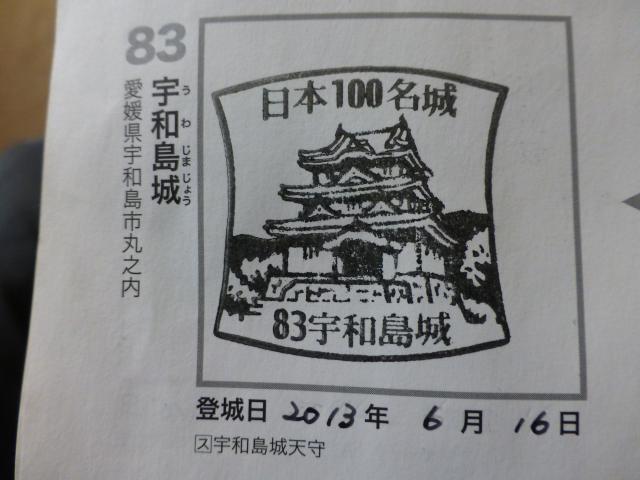 83
宇和島城
うわじまじょう
愛媛県宇和島市丸之内
日本100名城
83宇和島城
登城日 2013年 6月 16日
ス宇和島城天守